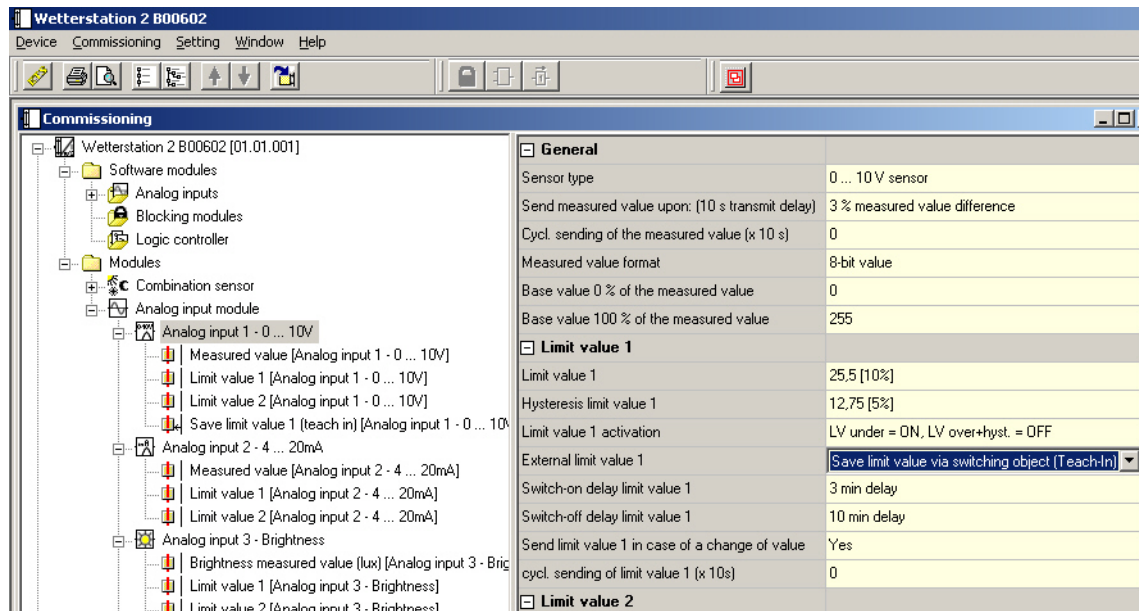 Wetterstation 2 B00602
Device Commissioning Setting Window Help
Commissioning
Wetterstation 2 B00602 [01.01.001]
Software modules
Analog inputs
Blocking modules
Logic controller
Modules
Combination sensor
Analog input module
Analog input 1 - 0 ... 10V
Measured value [Analog input 1 - 0 ... 10V]
Limit value 1 [Analog input 1 - 0 ... 10V]
Limit value 2 [Analog input 1 - 0 ... 10V]
Save limit value 1 (teach in) [Analog input 1 - 0 ... 10V
Analog input 2 - 4 ... 20mA
Measured value [Analog input 2 - 4 ... 20mA]
Limit value 1 [Analog input 2 - 4 ... 20mA]
Limit value 2 [Analog input 2 - 4 ... 20mA]
Analog input 3 - Brightness
Brightness measured value (lux) [Analog input 3 - Brig
Limit value 1 [Analog input 3 - Brightness]
Limit value 2 [Analog input 3 - Brightness]
General
Sensor type 0 ... 10 V sensor
Send measured value upon: (10 s transmit delay) 3 % measured value difference
Cycl. sending of the measured value (x 10 s) 0
Measured value format 8-bit value
Base value 0 % of the measured value 0
Base value 100 % of the measured value 255
Limit value 1
Limit value 1 25,5 [10%]
Hysteresis limit value 1 12,75 [5%]
Limit value 1 activation LV under = ON, LV over+hyst. = OFF
External limit value 1 Save limit value via switching object (Teach-In)
Switch-on delay limit value 1 3 min delay
Switch-off delay limit value 1 10 min delay
Send limit value 1 in case of a change of value Yes
cycl. sending of limit value 1 (x 10s) 0
Limit value 2